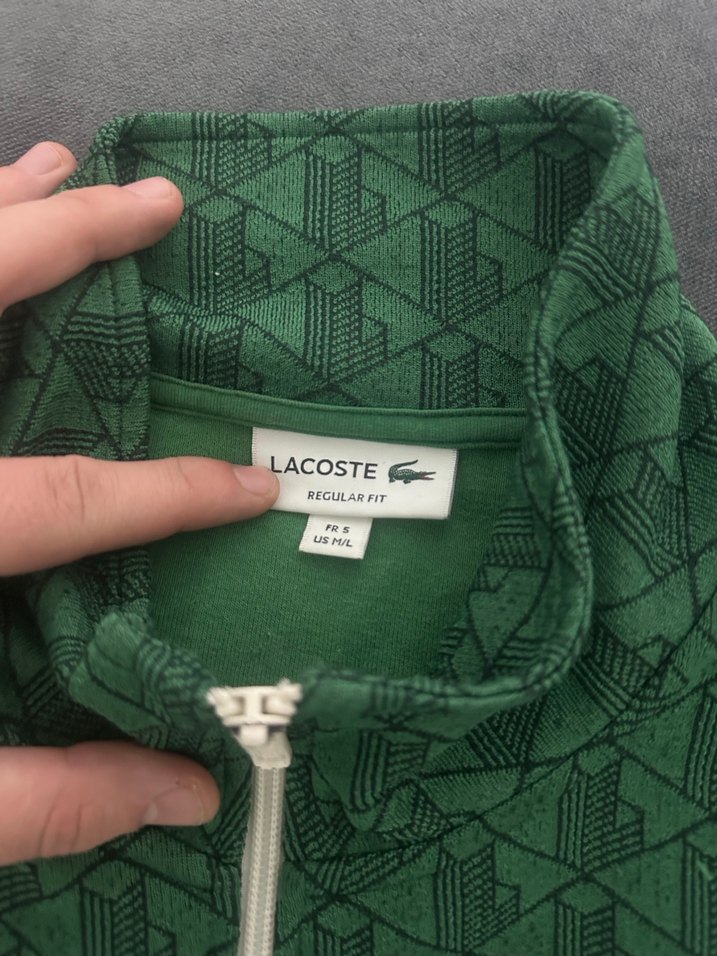 LACOSTE
REGULAR FIT
FR 5
US M/L